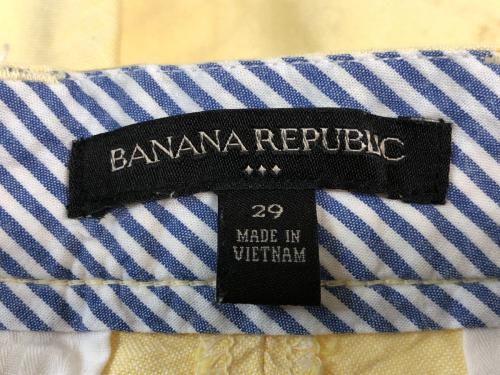 BANANA REPUBLIC
29
MADE IN
VIETNAM